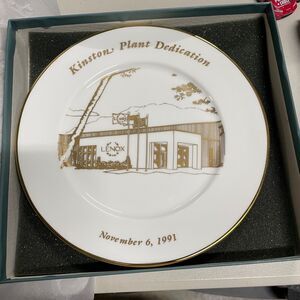 Kinston Plant Dedication
LENOX
November 6, 1991